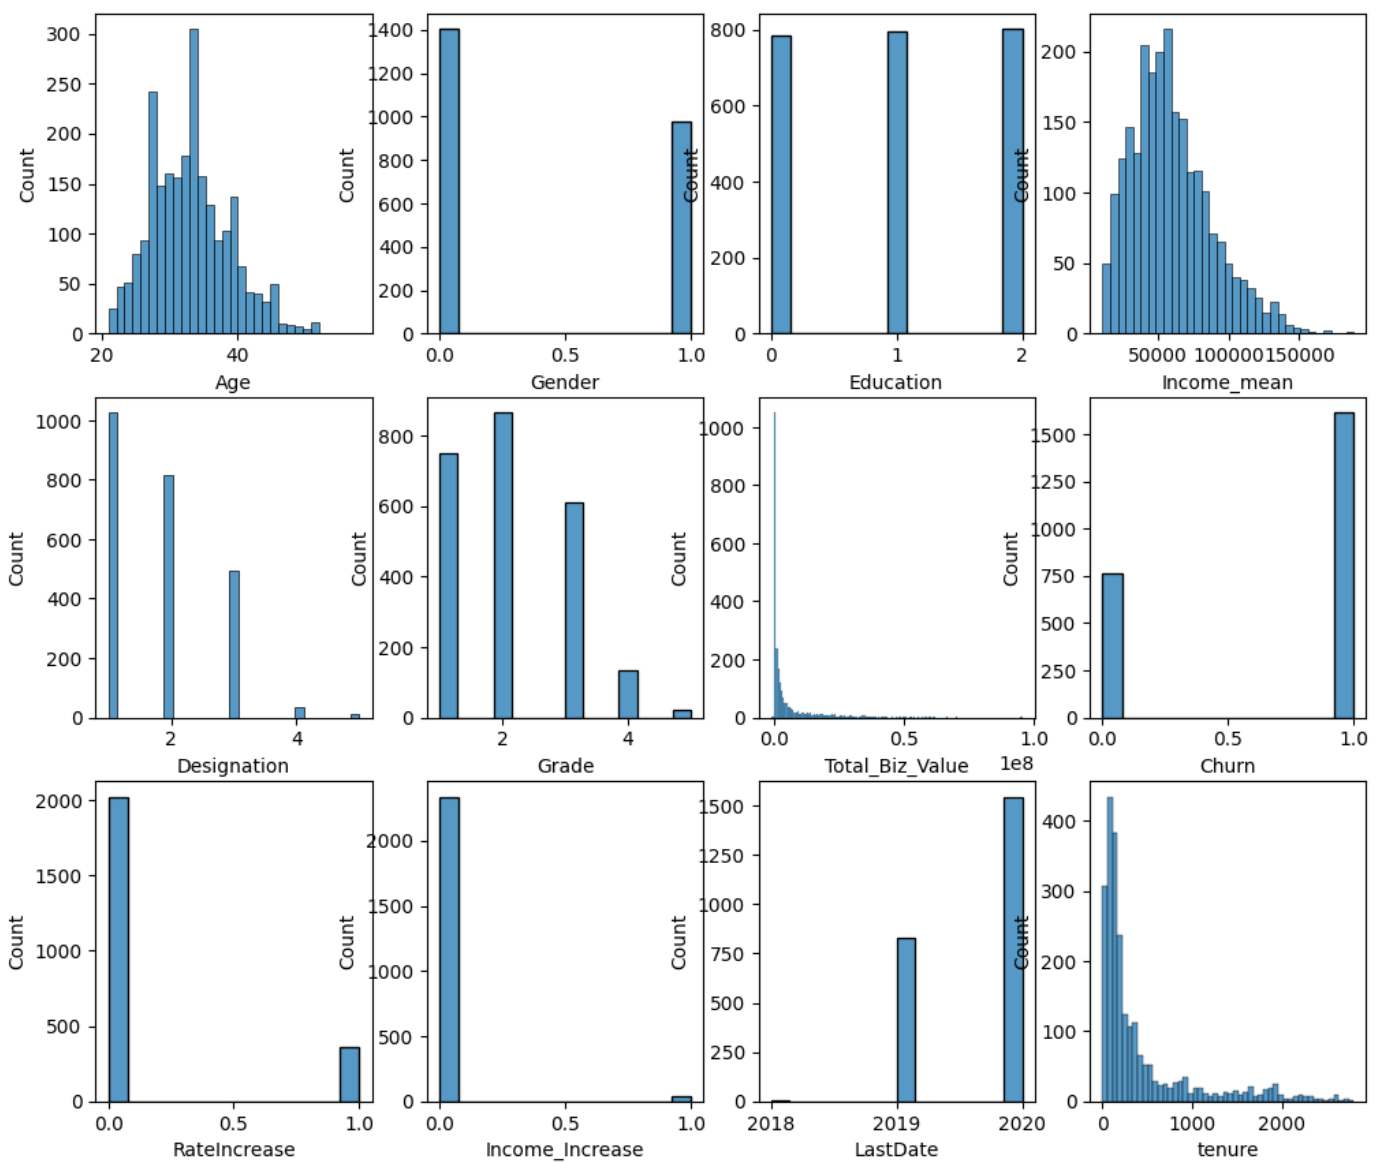 Count
300
250
200
150
100
50
0
20 40
Age
Count
1400
1200
1000
800
600
400
200
0
0.0 0.5 1.0
Gender
Count
800
600
400
200
0
0 1 2
Education
Count
200
150
100
50
0
50000 100000 150000
Income_mean
Count
1000
800
600
400
200
0
2 4
Designation
Count
800
600
400
200
0
2 4
Grade
Count
1000
800
600
400
200
0
0.0 0.5 1.0
1e8
Total_Biz_Value
Count
1500
1250
1000
750
500
250
0
0.0 0.5 1.0
Churn
Count
2000
1500
1000
500
0
0.0 0.5 1.0
RateIncrease
Count
2000
1500
1000
500
0
0.0 0.5 1.0
Income_Increase
Count
1500
1250
1000
750
500
250
0
2018 2019 2020
LastDate
Count
400
300
200
100
0
0 1000 2000
tenure